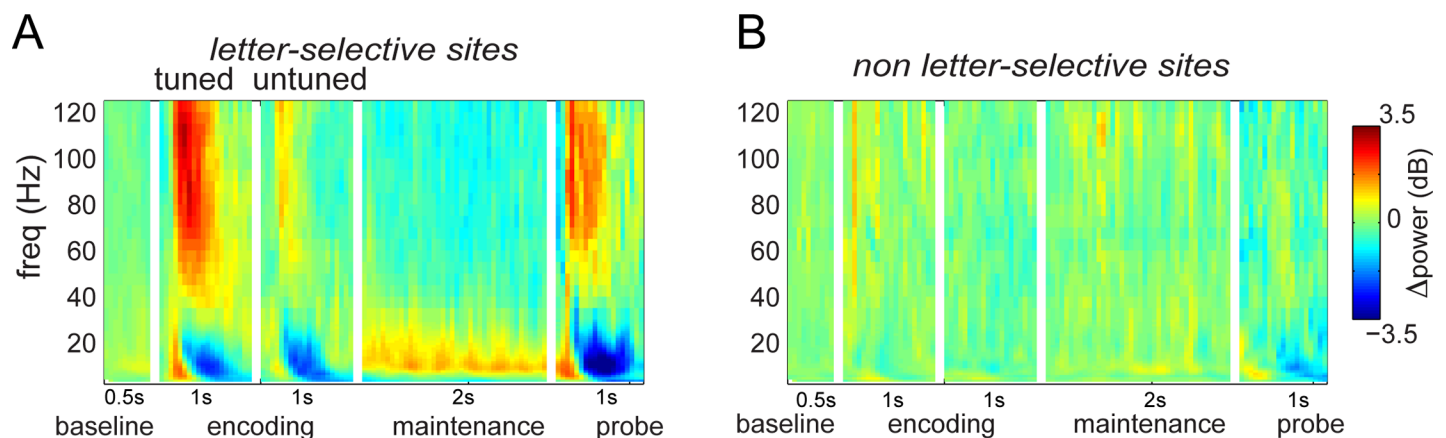 A
letter-selective sites
tuned untuned
freq (Hz)
120
100
80
60
40
20
0.5s 1s 1s 2s 1s
baseline encoding maintenance probe
B
non letter-selective sites
120
100
80
60
40
20
0.5s 1s 1s 2s 1s
baseline encoding maintenance probe
3.5
0
−3.5
Δpower (dB)